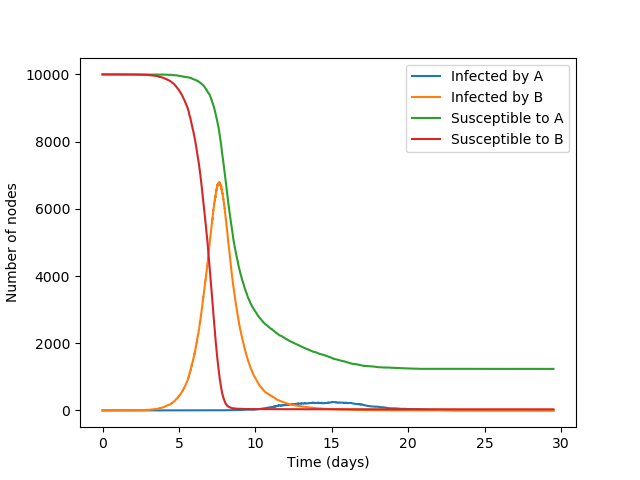 Infected by A
Infected by B
Susceptible to A
Susceptible to B
10000
8000
6000
4000
2000
0
Number of nodes
0 5 10 15 20 25 30
Time (days)